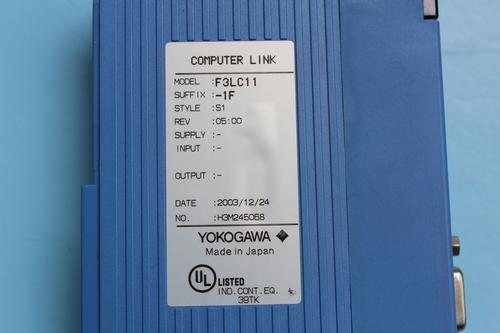 COMPUTER LINK
MODEL :F3LC11
SUFFIX :-1F
STYLE :S1
REV :05:00
SUPPLY :-
INPUT :-
OUTPUT :-
DATE :2003/12/24
NO. :H3M245068
YOKOGAWA
Made in Japan
UL LISTED
IND.CONT.EQ.
39TK